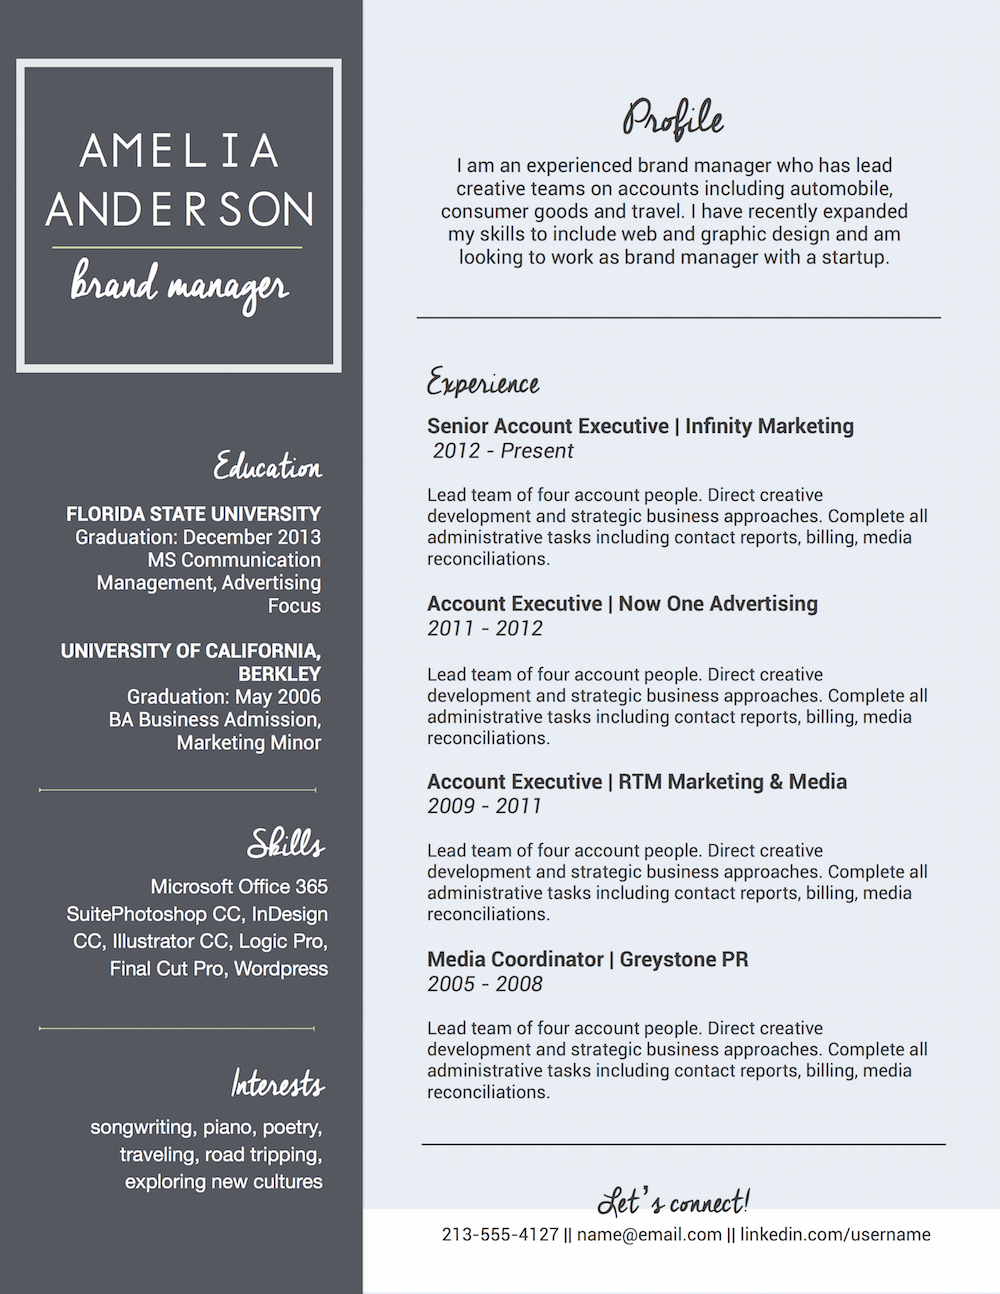 AMELIA
ANDERSON
brand manager
Education
FLORIDA STATE UNIVERSITY
Graduation: December 2013
MS Communication
Management, Advertising
Focus
UNIVERSITY OF CALIFORNIA,
BERKLEY
Graduation: May 2006
BA Business Admission,
Marketing Minor
Skills
Microsoft Office 365
SuitePhotoshop CC, InDesign
CC, Illustrator CC, Logic Pro,
Final Cut Pro, Wordpress
Interests
songwriting, piano, poetry,
traveling, road tripping,
exploring new cultures
Profile
I am an experienced brand manager who has lead
creative teams on accounts including automobile,
consumer goods and travel. I have recently expanded
my skills to include web and graphic design and am
looking to work as brand manager with a startup.
Experience
Senior Account Executive | Infinity Marketing
2012 - Present
Lead team of four account people. Direct creative
development and strategic business approaches. Complete all
administrative tasks including contact reports, billing, media
reconciliations.
Account Executive | Now One Advertising
2011 - 2012
Lead team of four account people. Direct creative
development and strategic business approaches. Complete all
administrative tasks including contact reports, billing, media
reconciliations.
Account Executive | RTM Marketing & Media
2009 - 2011
Lead team of four account people. Direct creative
development and strategic business approaches. Complete all
administrative tasks including contact reports, billing, media
reconciliations.
Media Coordinator | Greystone PR
2005 - 2008
Lead team of four account people. Direct creative
development and strategic business approaches. Complete all
administrative tasks including contact reports, billing, media
reconciliations.
Let's connect!
213-555-4127 || name@email.com || linkedin.com/username